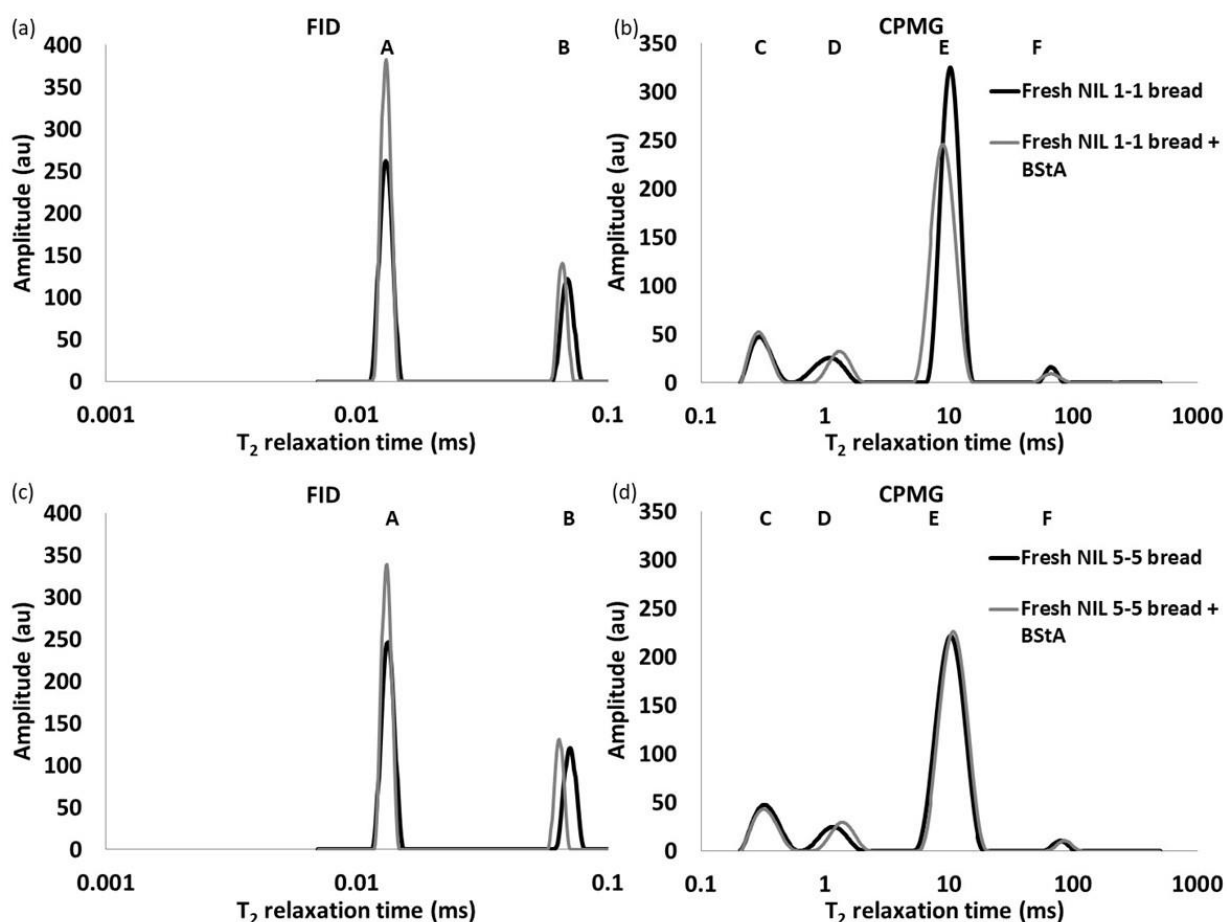 (a)
FID
A
B
400
350
300
250
200
150
100
50
0
Amplitude (au)
0.001
0.01
0.1
T2 relaxation time (ms)
(b)
CPMG
C
D
E
F
350
300
250
200
150
100
50
0
Amplitude (au)
Fresh NIL 1-1 bread
Fresh NIL 1-1 bread +
BStA
0.1
1
10
100
1000
T2 relaxation time (ms)
(c)
FID
A
B
400
350
300
250
200
150
100
50
0
Amplitude (au)
0.001
0.01
0.1
T2 relaxation time (ms)
(d)
CPMG
C
D
E
F
350
300
250
200
150
100
50
0
Amplitude (au)
Fresh NIL 5-5 bread
Fresh NIL 5-5 bread +
BStA
0.1
1
10
100
1000
T2 relaxation time (ms)